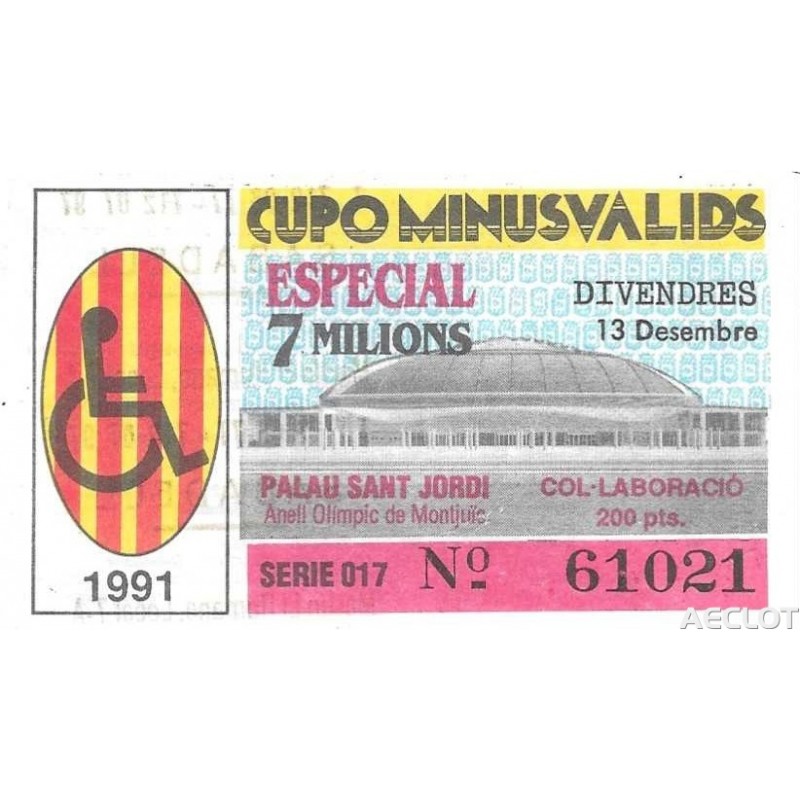 CUPO MINUSVALIDS
ESPECIAL
7 MILIONS
DIVENDRES
13 Desembre
PALAU SANT JORDI
Anell Olímpic de Montjuïs
COL·LABORACIÓ
200 pts.
SERIE 017 Nº 61021
1991
AECLOT